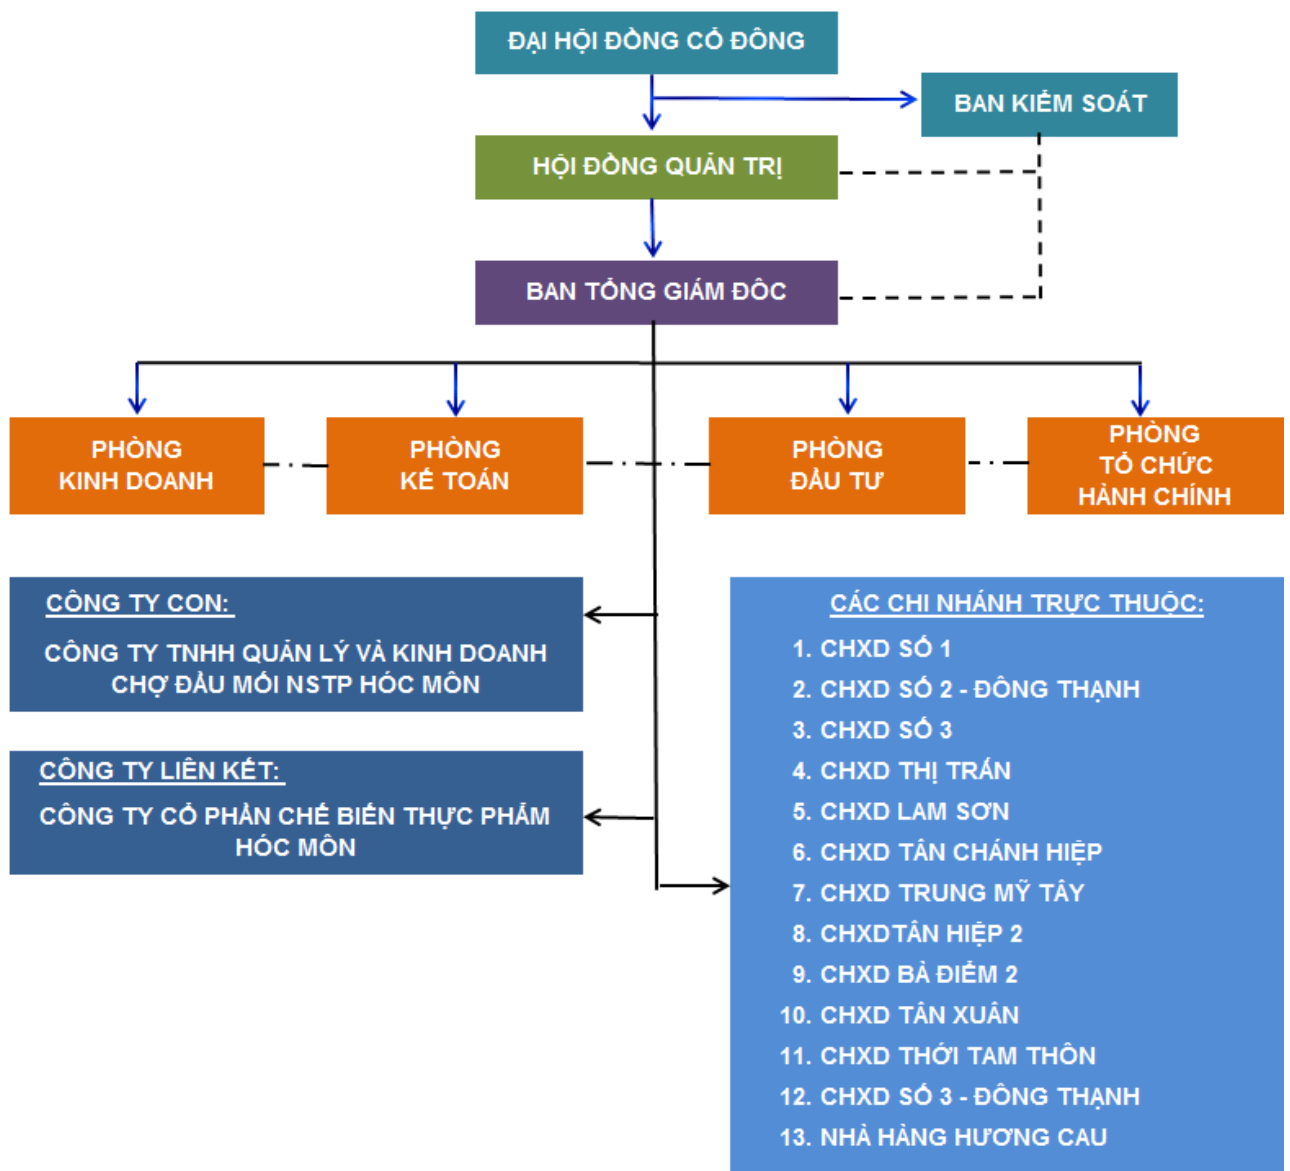 ĐẠI HỘI ĐỒNG CỔ ĐÔNG
BAN KIỂM SOÁT
HỘI ĐỒNG QUẢN TRỊ
BAN TỔNG GIÁM ĐÔC
PHÒNG
KINH DOANH
PHÒNG
KẾ TOÁN
PHÒNG
ĐẦU TƯ
PHÒNG
TỔ CHỨC
HÀNH CHÍNH
CÔNG TY CON:
CÔNG TY TNHH QUẢN LÝ VÀ KINH DOANH
CHỢ ĐẦU MỐI NSTP HÓC MÔN
CÔNG TY LIÊN KẾT:
CÔNG TY CỔ PHẦN CHẾ BIẾN THỰC PHẨM
HÓC MÔN
CÁC CHI NHÁNH TRỰC THUỘC:
1. CHXD SỐ 1
2. CHXD SỐ 2 - ĐÔNG THẠNH
3. CHXD SỐ 3
4. CHXD THỊ TRẤN
5. CHXD LAM SƠN
6. CHXD TÂN CHÁNH HIỆP
7. CHXD TRUNG MỸ TÂY
8. CHXDTÂN HIỆP 2
9. CHXD BÀ ĐIỂM 2
10. CHXD TÂN XUÂN
11. CHXD THỚI TAM THÔN
12. CHXD SỐ 3 - ĐÔNG THẠNH
13. NHÀ HÀNG HƯƠNG CAU